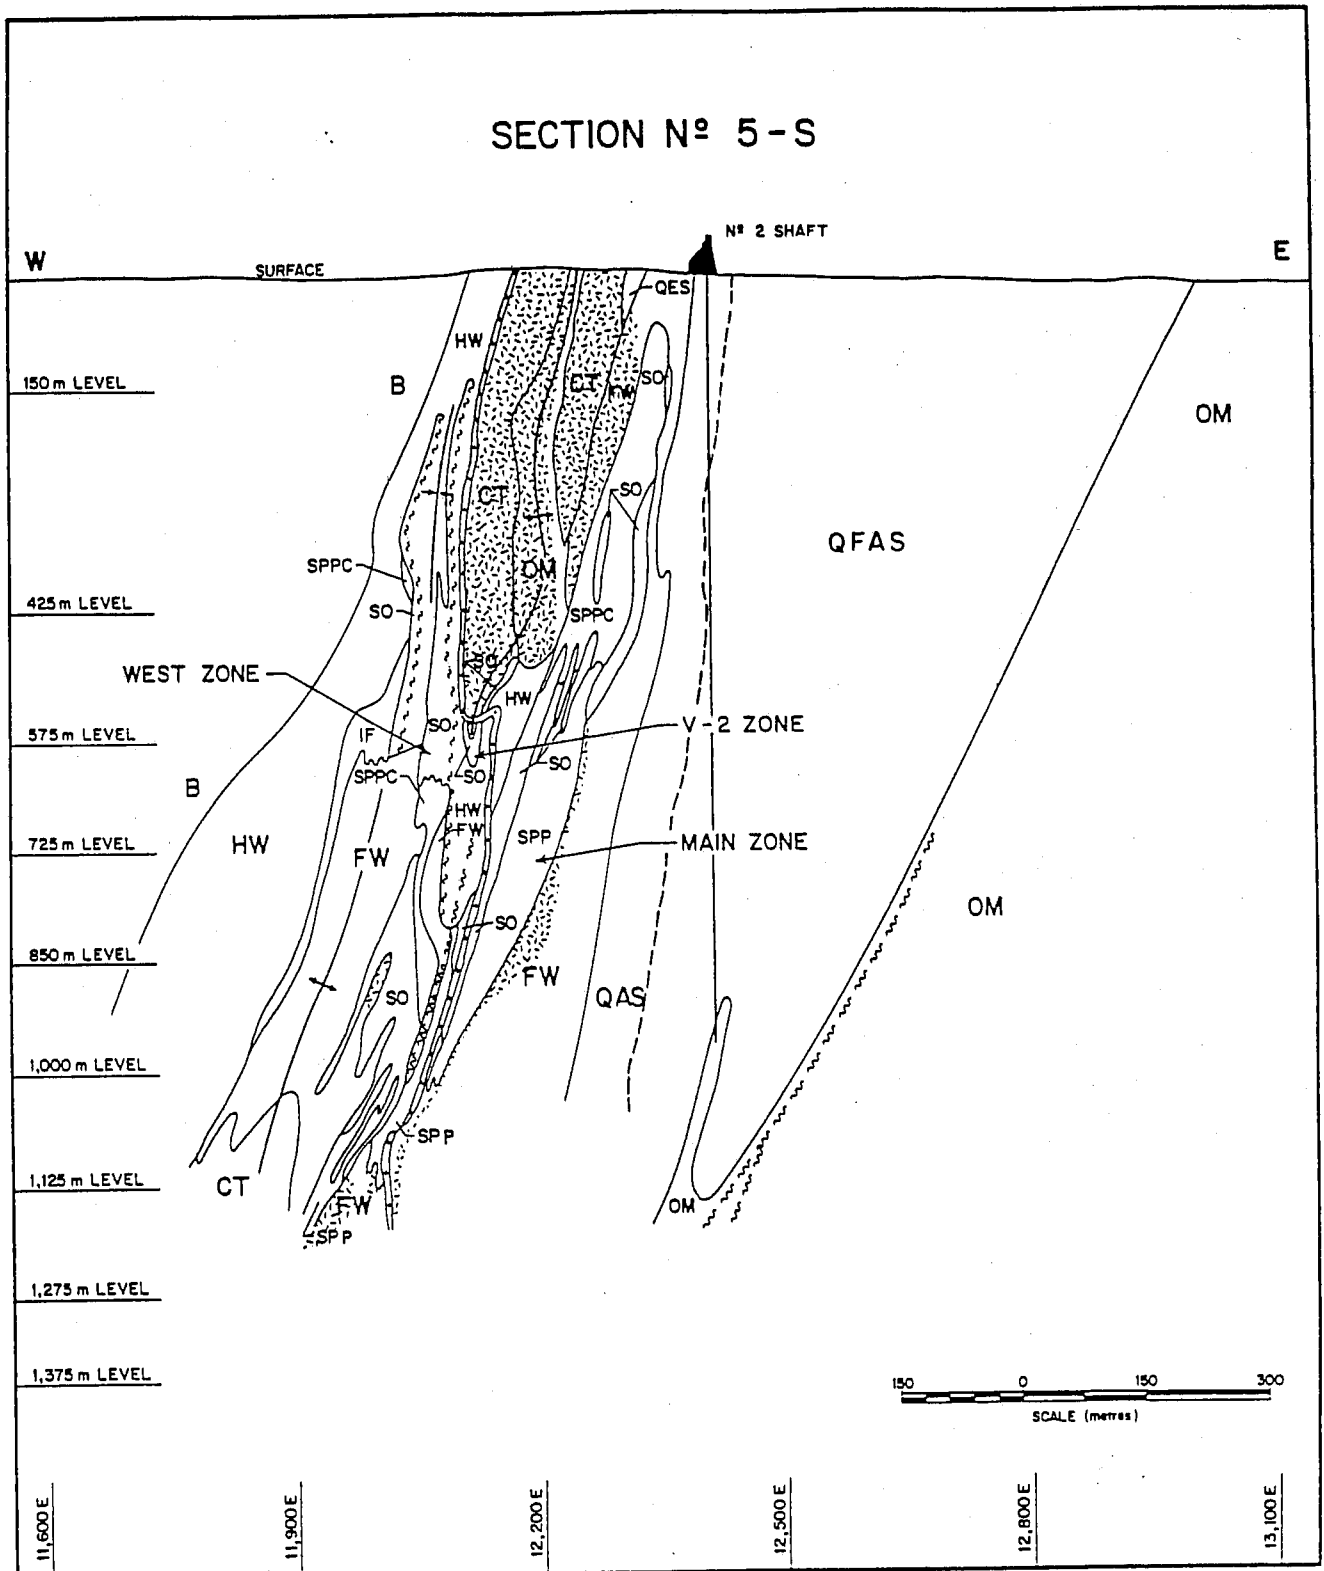 SECTION Nº 5-S
Nº 2 SHAFT
W
E
SURFACE
QES
HW
150 m LEVEL
B
CT
FW
SO
OM
CT
SO
QFAS
SPPC
OM
425 m LEVEL
SO
SPPC
SO
WEST ZONE
HW
SO
V-2 ZONE
575 m LEVEL
IF
SO
SPPC
SO
B
HW
HW
FW
SPP
725 m LEVEL
FW
MAIN ZONE
OM
SO
850 m LEVEL
FW
SO
QAS
1,000 m LEVEL
SPP
CT
1,125 m LEVEL
FW
OM
SPP
1,275 m LEVEL
1,375 m LEVEL
150 0 150 300
SCALE (metres)
11,600 E
11,900 E
12,200 E
12,500 E
12,800 E
13,100 E